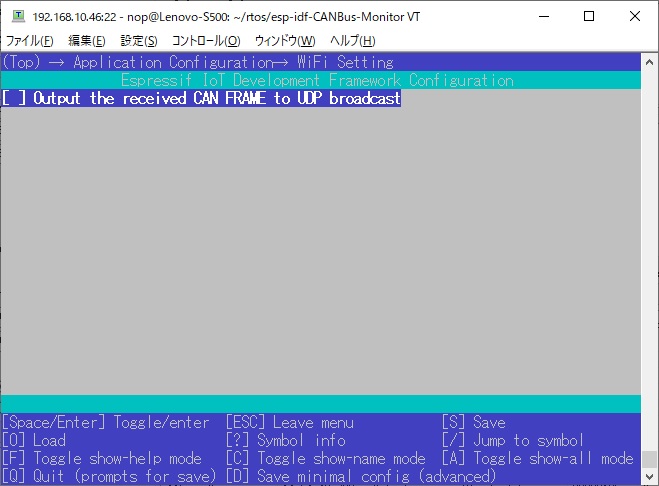 192.168.10.46:22 - nop@Lenovo-S500: ~/rtos/esp-idf-CANBus-Monitor VT
ファイル(F) 編集(E) 設定(S) コントロール(O) ウィンドウ(W) ヘルプ(H)
(Top) → Application Configuration→ WiFi Setting
Espressif IoT Development Framework Configuration
[ ] Output the received CAN FRAME to UDP broadcast
[Space/Enter] Toggle/enter [ESC] Leave menu [S] Save
[O] Load [?] Symbol info [/] Jump to symbol
[F] Toggle show-help mode [C] Toggle show-name mode [A] Toggle show-all mode
[Q] Quit (prompts for save) [D] Save minimal config (advanced)